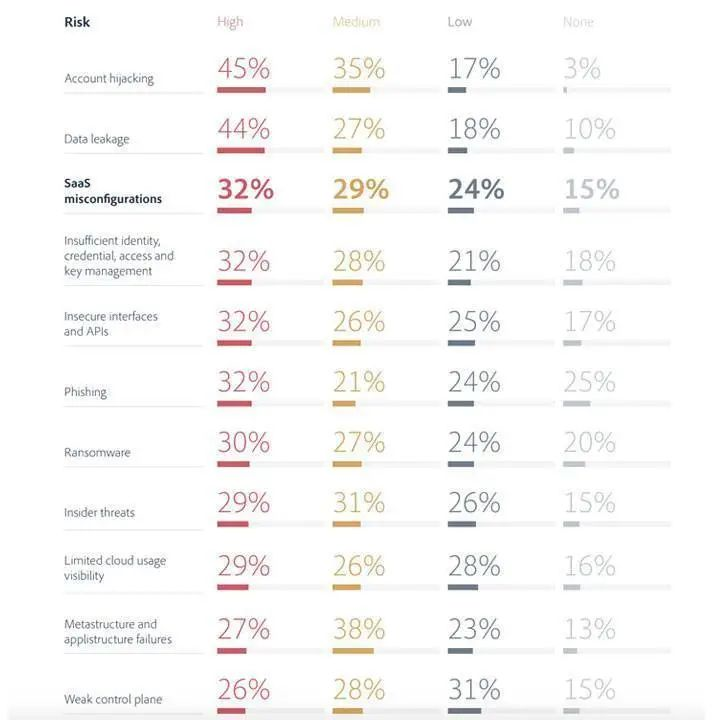 Risk High Medium Low None
Account hijacking 45% 35% 17% 3%
Data leakage 44% 27% 18% 10%
SaaS
misconfigurations 32% 29% 24% 15%
Insufficient identity,
credential, access and
key management 32% 28% 21% 18%
Insecure interfaces
and APIs 32% 26% 25% 17%
Phishing 32% 21% 24% 25%
Ransomware 30% 27% 24% 20%
Insider threats 29% 31% 26% 15%
Limited cloud usage
visibility 29% 26% 28% 16%
Metastructure and
applistructure failures 27% 38% 23% 13%
Weak control plane 26% 28% 31% 15%